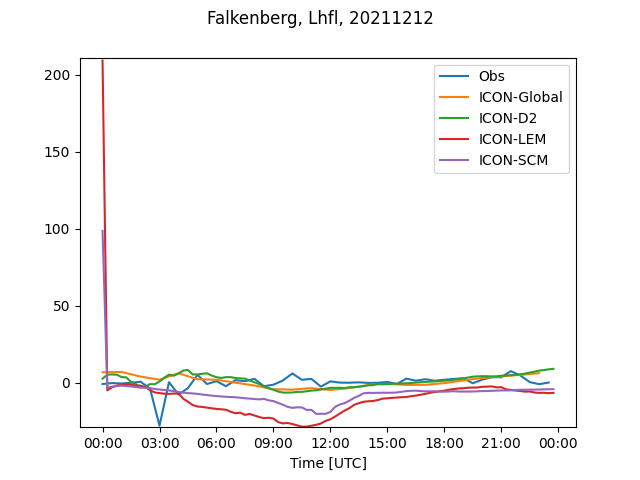 Falkenberg, Lhfl, 20211212
200
150
100
50
0
Obs
ICON-Global
ICON-D2
ICON-LEM
ICON-SCM
00:00 03:00 06:00 09:00 12:00 15:00 18:00 21:00 00:00
Time [UTC]